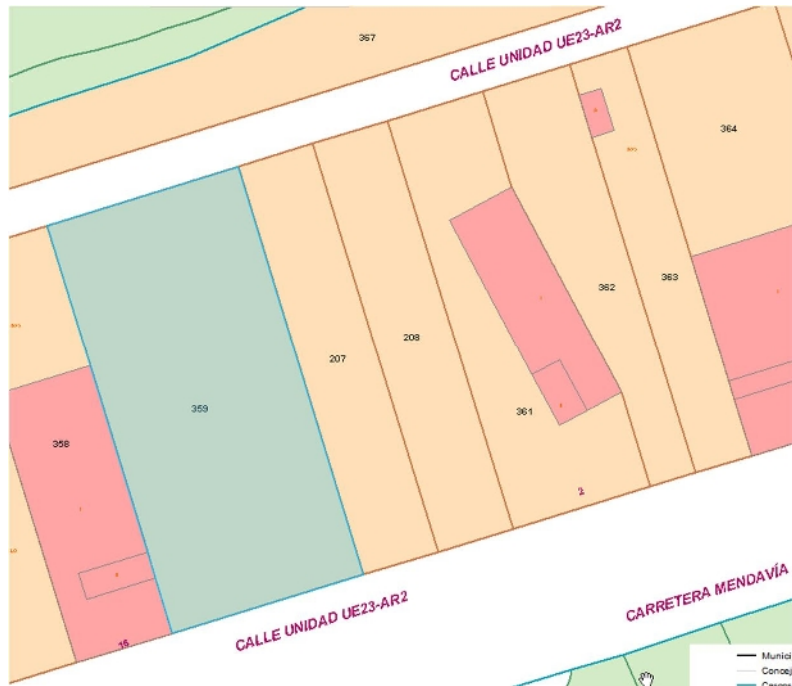 367
CALLE UNIDAD UE23-AR2
364
363
362
208
207
359
361
358
2
16
CALLE UNIDAD UE23-AR2
CARRETERA MENDAVÍA
Munici
Concej